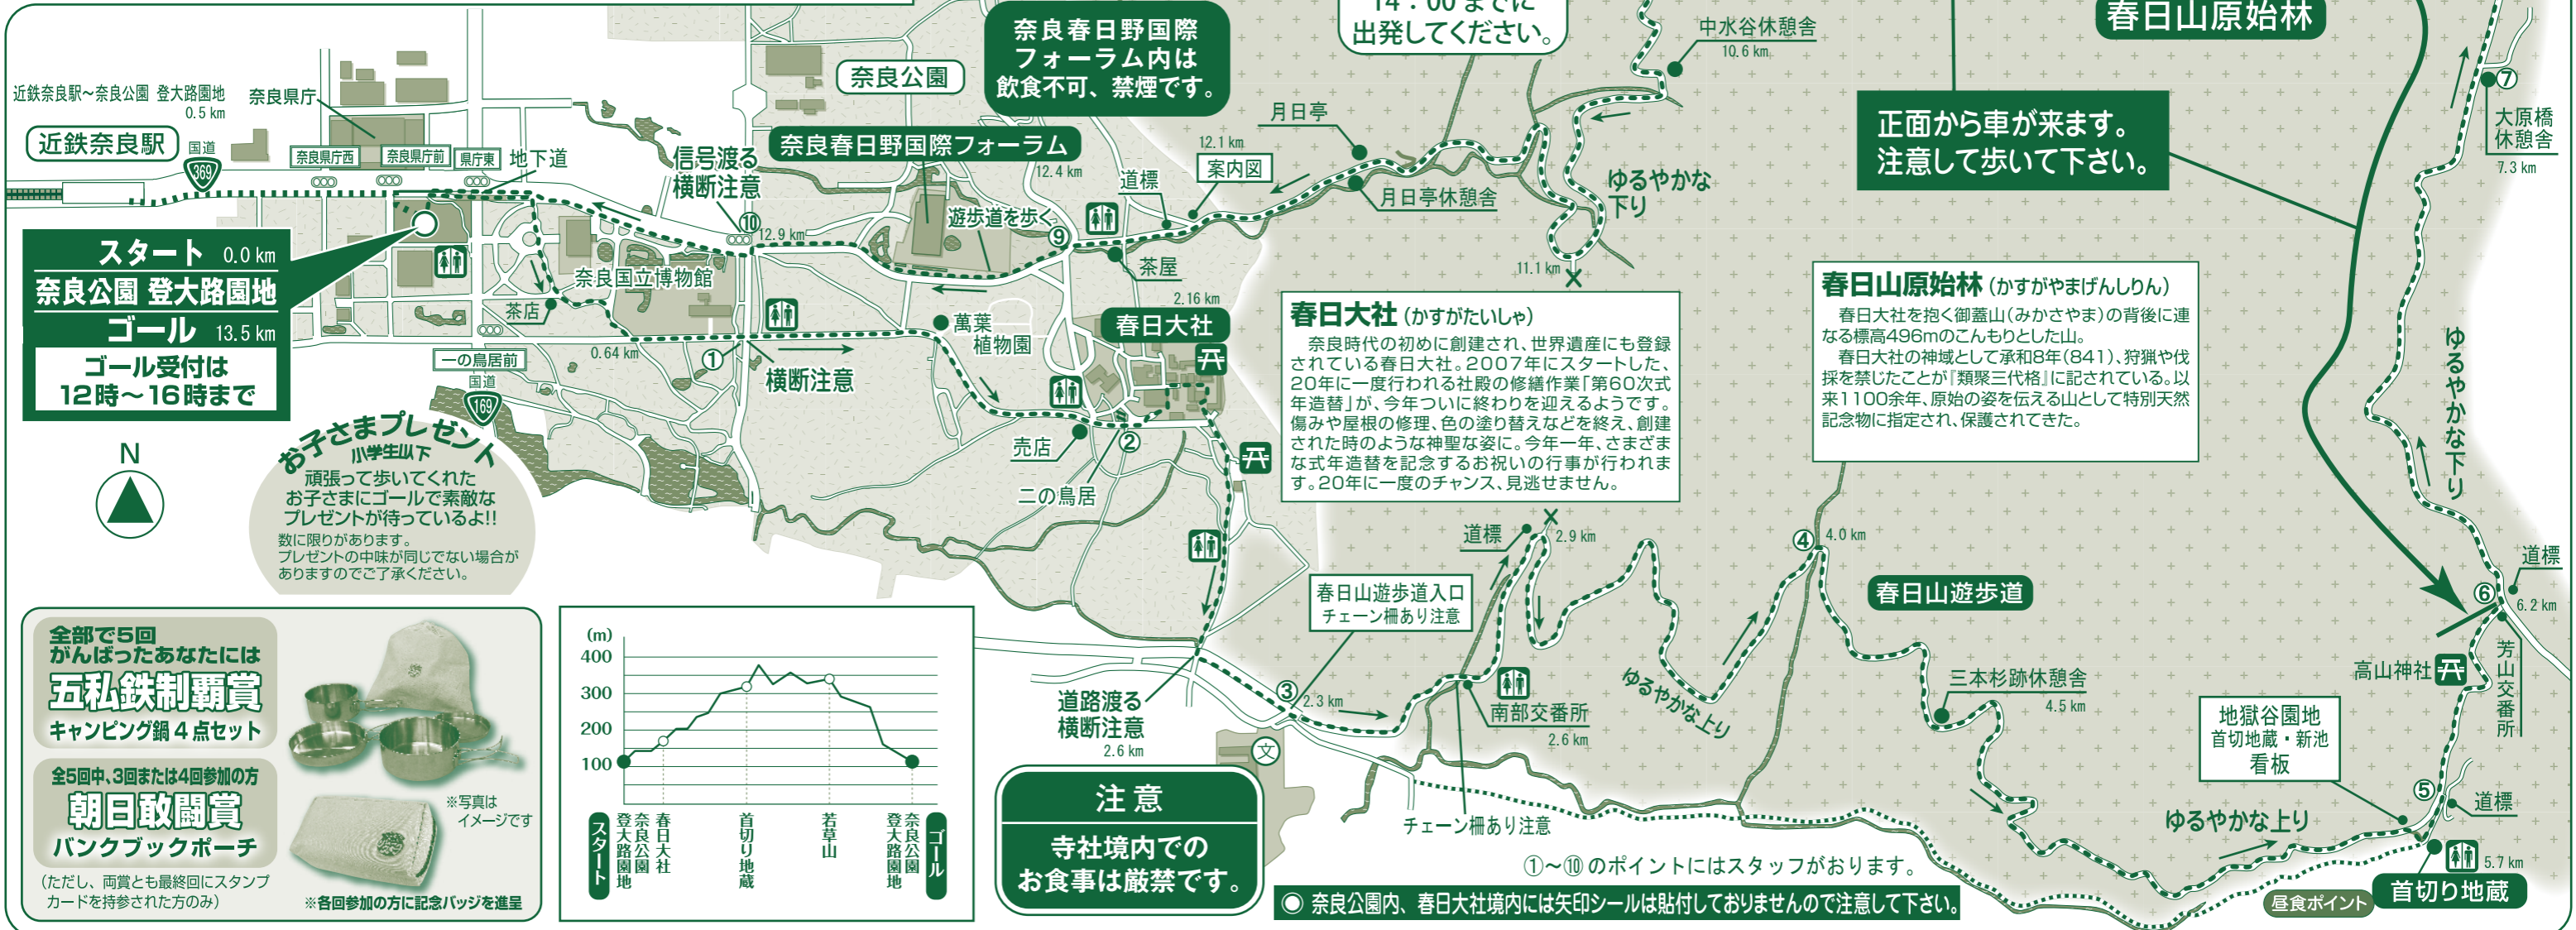 14：00までに
出発してください。
奈良春日野国際
フォーラム内は
飲食不可、禁煙です。
春日山原始林
中水谷休憩舎
10.6 km
奈良公園
近鉄奈良駅～奈良公園 登大路園地
0.5 km
奈良県庁
近鉄奈良駅
国道
369
奈良県庁西
奈良県庁前
県庁東
地下道
信号渡る
横断注意
⑩
12.9 km
奈良春日野国際フォーラム
12.4 km
遊歩道を歩く
⑨
道標
12.1 km
案内図
月日亭
月日亭休憩舎
茶屋
ゆるやかな
下り
11.1 km
正面から車が来ます。
注意して歩いて下さい。
⑦
大原橋
休憩舎
7.3 km
スタート 0.0 km
奈良公園 登大路園地
ゴール 13.5 km
ゴール受付は
12時～16時まで
奈良国立博物館
茶店
0.64 km
一の鳥居前
国道
169
①
横断注意
萬葉
植物園
2.16 km
春日大社
売店
②
二の鳥居
春日大社（かすがたいしゃ）
奈良時代の初めに創建され、世界遺産にも登録
されている春日大社。2007年にスタートした、
20年に一度行われる社殿の修繕作業「第60次式
年造替」が、今年ついに終わりを迎えるようです。
傷みや屋根の修理、色の塗り替えなどを終え、創建
された時のような神聖な姿に。今年一年、さまざま
な式年造替を記念するお祝いの行事が行われま
す。20年に一度のチャンス、見逃せません。
春日山原始林（かすがやまげんしりん）
春日大社を抱く御蓋山（みかさやま）の背後に連
なる標高496mのこんもりとした山。
春日大社の神域として承和8年（841）、狩猟や伐
採を禁じたことが『類聚三代格』に記されている。以
来1100余年、原始の姿を伝える山として特別天然
記念物に指定され、保護されてきた。
ゆるやかな下り
N
お子さまプレゼント
小学生以下
頑張って歩いてくれた
お子さまにゴールで素敵な
プレゼントが待っているよ!!
数に限りがあります。
プレゼントの中味が同じでない場合が
ありますのでご了承ください。
道標
2.9 km
春日山遊歩道入口
チェーン柵あり注意
④
4.0 km
春日山遊歩道
道標
⑥
6.2 km
芳山交番所
高山神社
道路渡る
横断注意
2.6 km
③
2.3 km
南部交番所
2.6 km
ゆるやかな上り
三本杉跡休憩舎
4.5 km
地獄谷園地
首切地蔵・新池
看板
⑤
道標
ゆるやかな上り
チェーン柵あり注意
文
5.7 km
首切り地蔵
昼食ポイント
全部で5回
がんばったあなたには
五私鉄制覇賞
キャンピング鍋4点セット
全5回中、3回または4回参加の方
朝日敢闘賞
バンクブックポーチ
（ただし、両賞とも最終回にスタンプ
カードを持参された方のみ）
※写真は
イメージです
※各回参加の方に記念バッジを進呈
(m)
400
300
200
100
スタート
奈良公園
登大路園地
春日大社
首切り地蔵
若草山
奈良公園
登大路園地
ゴール
注意
寺社境内での
お食事は厳禁です。
①～⑩のポイントにはスタッフがおります。
◎ 奈良公園内、春日大社境内には矢印シールは貼付しておりませんので注意して下さい。